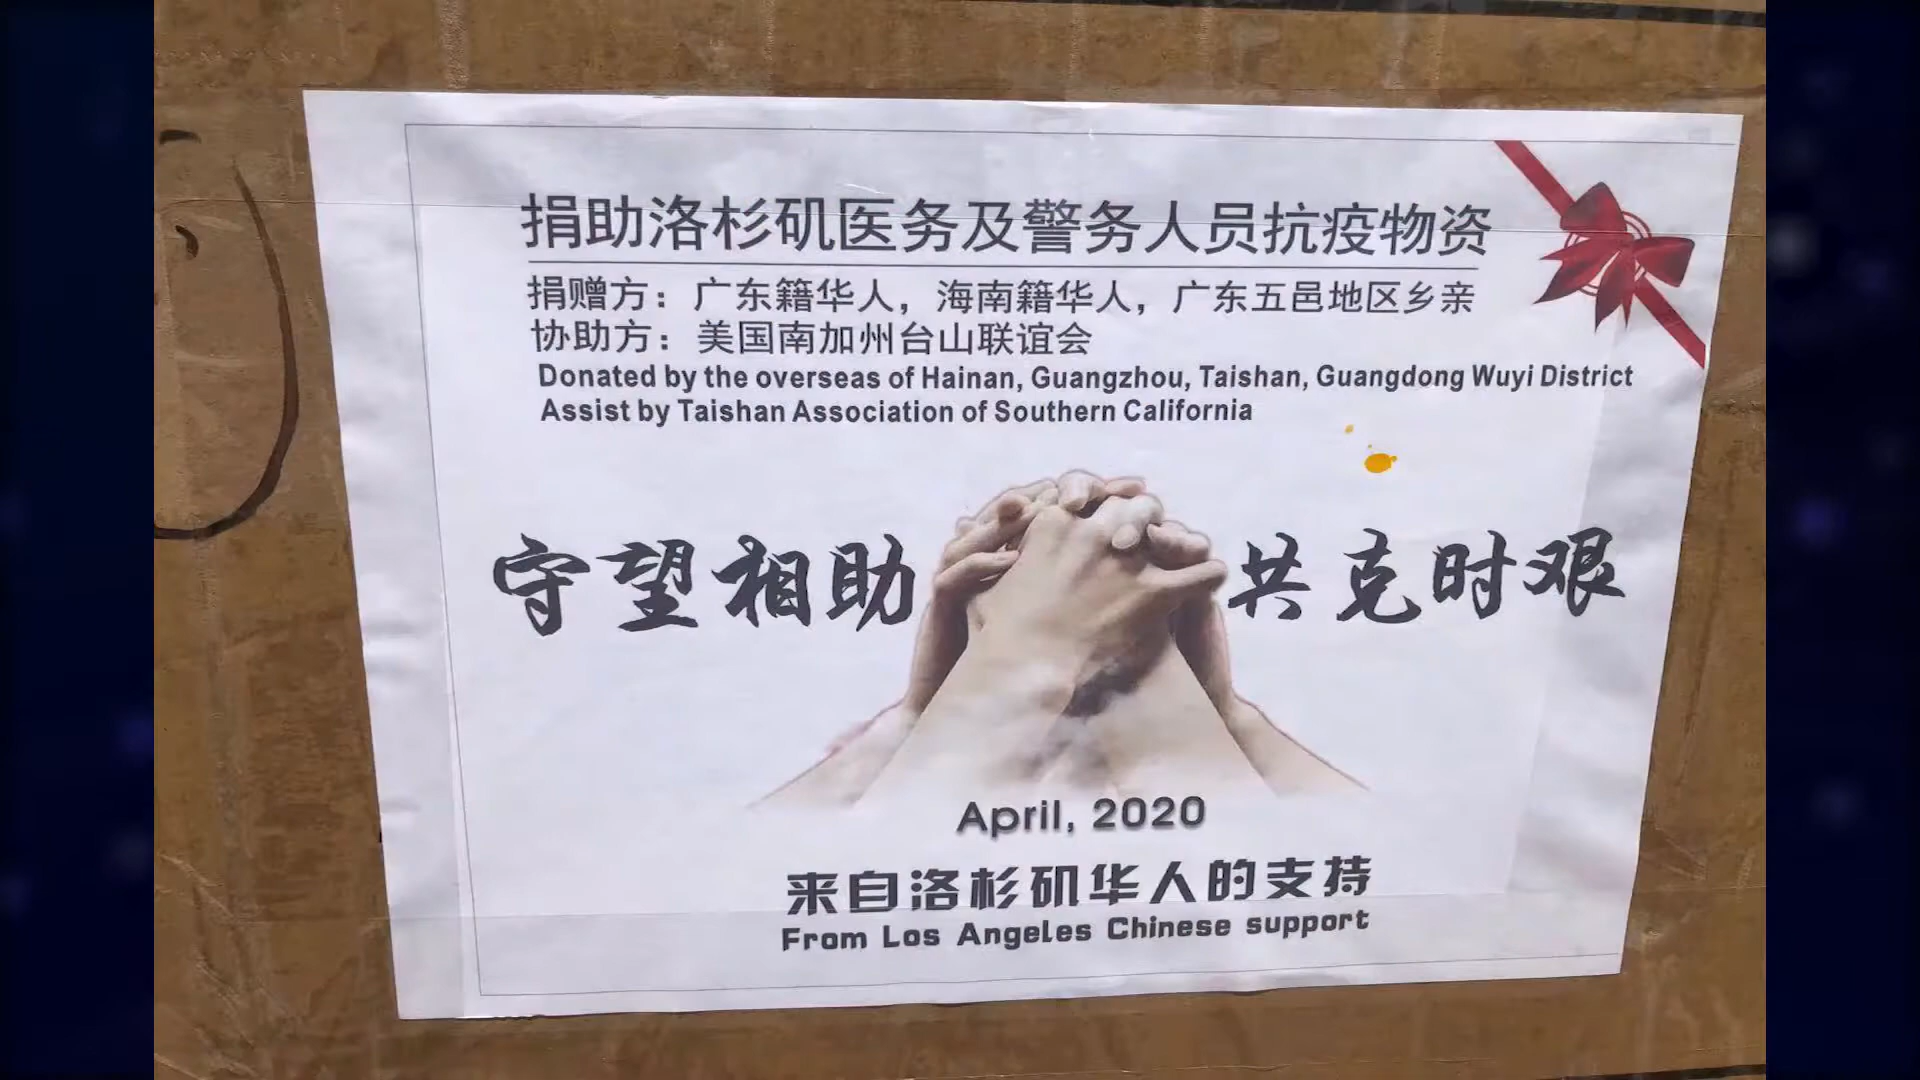 捐助洛杉矶医务及警务人员抗疫物资
捐赠方：广东籍华人，海南籍华人，广东五邑地区乡亲
协助方：美国南加州台山联谊会
Donated by the overseas of Hainan, Guangzhou, Taishan, Guangdong Wuyi District
Assist by Taishan Association of Southern California
守望相助 共克时艰
April, 2020
来自洛杉矶华人的支持
From Los Angeles Chinese support